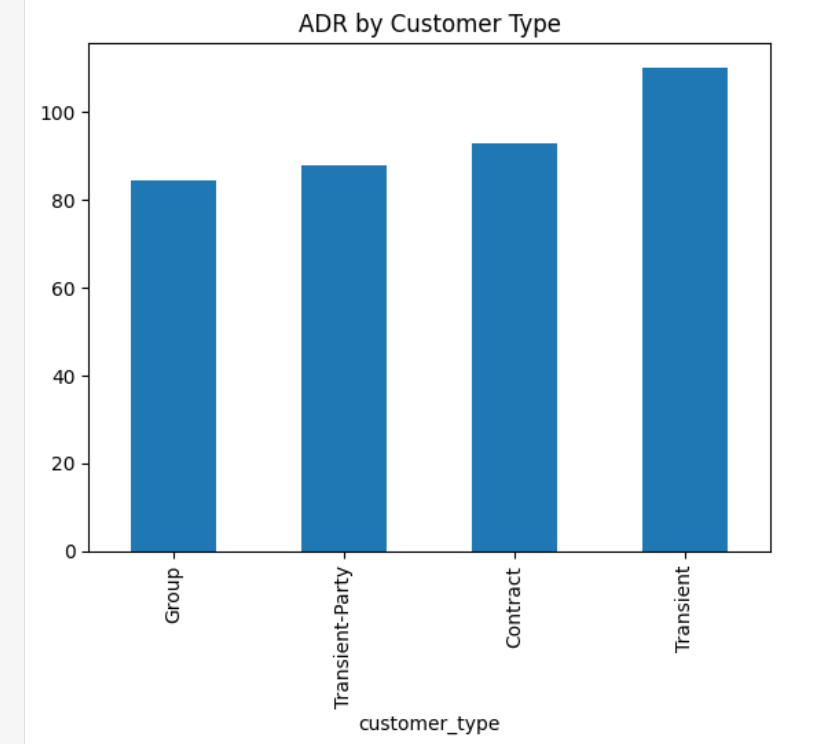 ADR by Customer Type
100
80
60
40
20
0
Group
Transient-Party
Contract
Transient
customer_type